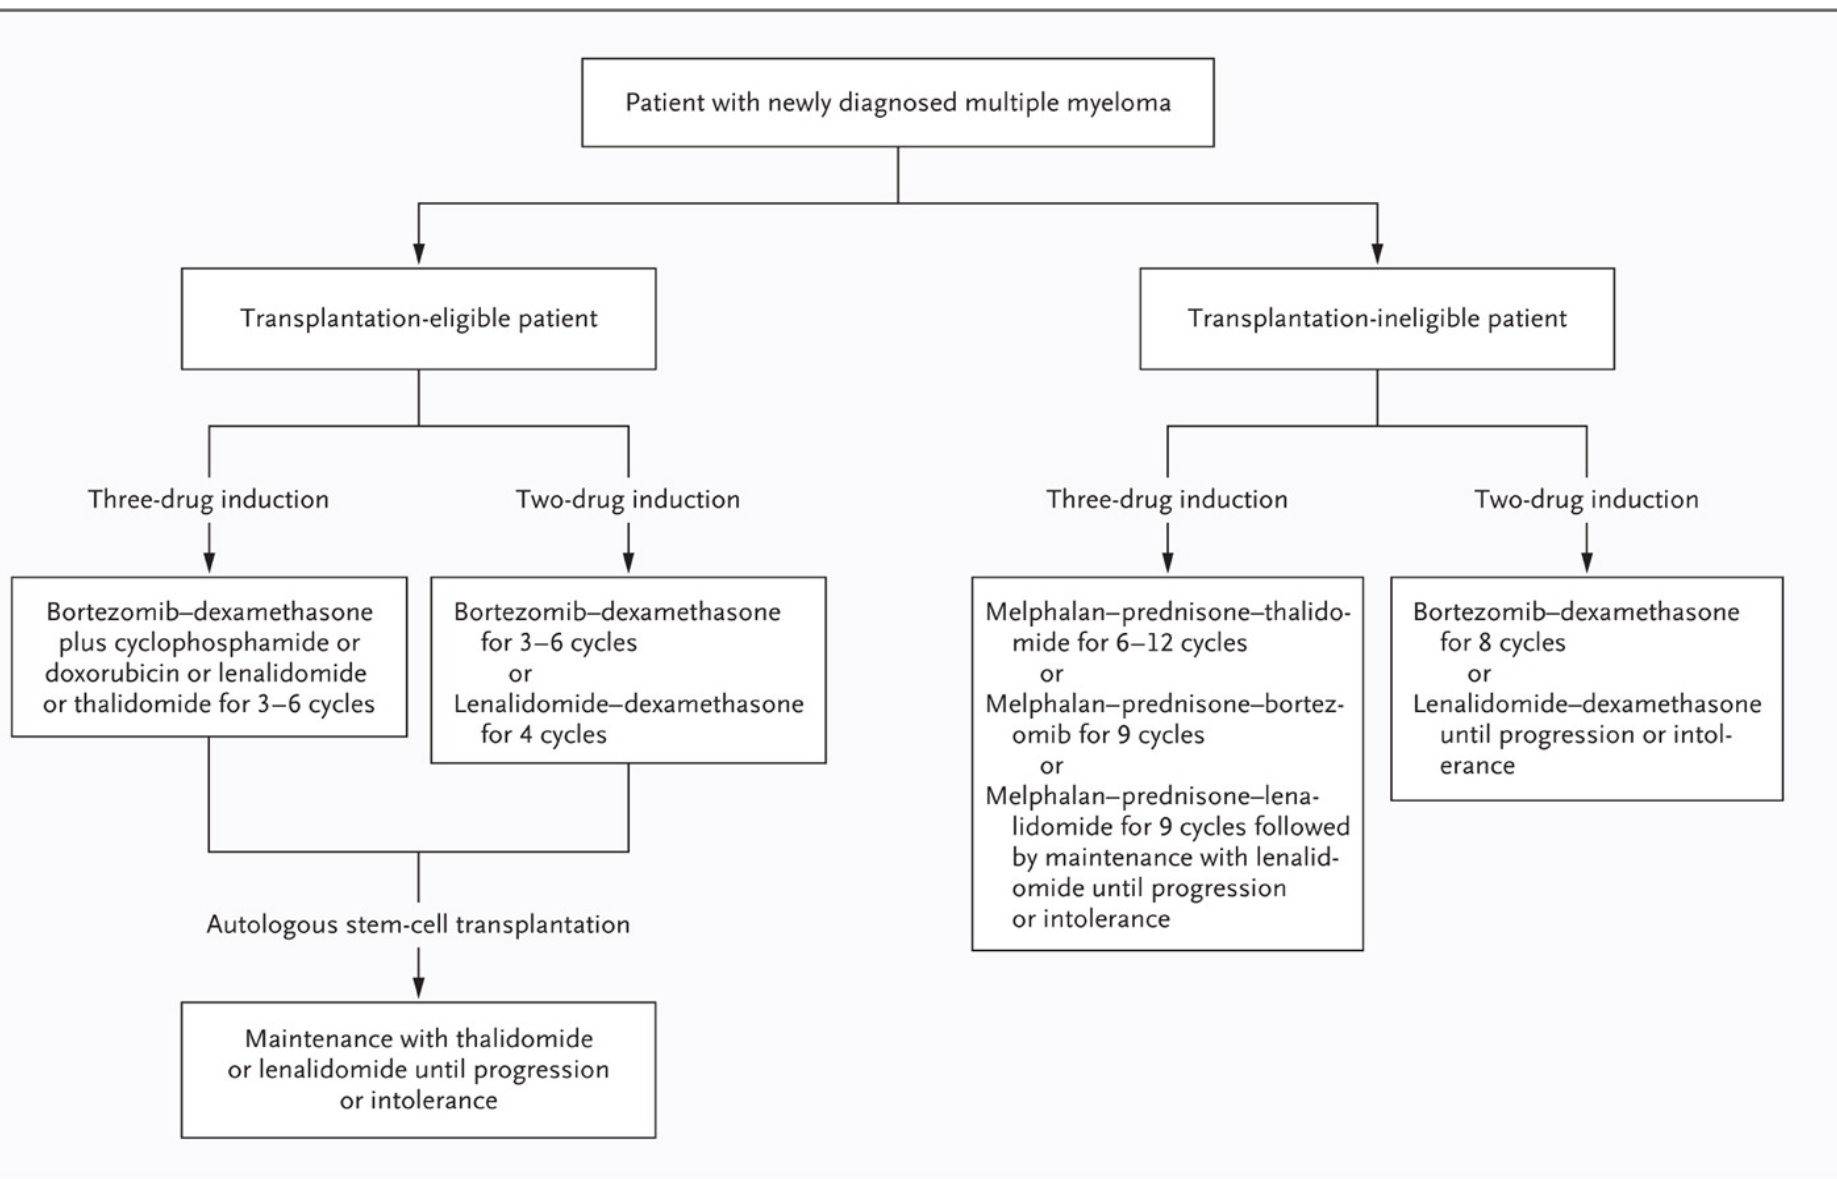 Patient with newly diagnosed multiple myeloma
Transplantation-eligible patient
Transplantation-ineligible patient
Three-drug induction
Two-drug induction
Three-drug induction
Two-drug induction
Bortezomib–dexamethasone
plus cyclophosphamide or
doxorubicin or lenalidomide
or thalidomide for 3–6 cycles
Bortezomib–dexamethasone
for 3–6 cycles
or
Lenalidomide–dexamethasone
for 4 cycles
Melphalan–prednisone–thalido-
mide for 6–12 cycles
or
Melphalan–prednisone–bortez-
omib for 9 cycles
or
Melphalan–prednisone–lena-
lidomide for 9 cycles followed
by maintenance with lenalid-
omide until progression
or intolerance
Bortezomib–dexamethasone
for 8 cycles
or
Lenalidomide–dexamethasone
until progression or intol-
erance
Autologous stem-cell transplantation
Maintenance with thalidomide
or lenalidomide until progression
or intolerance